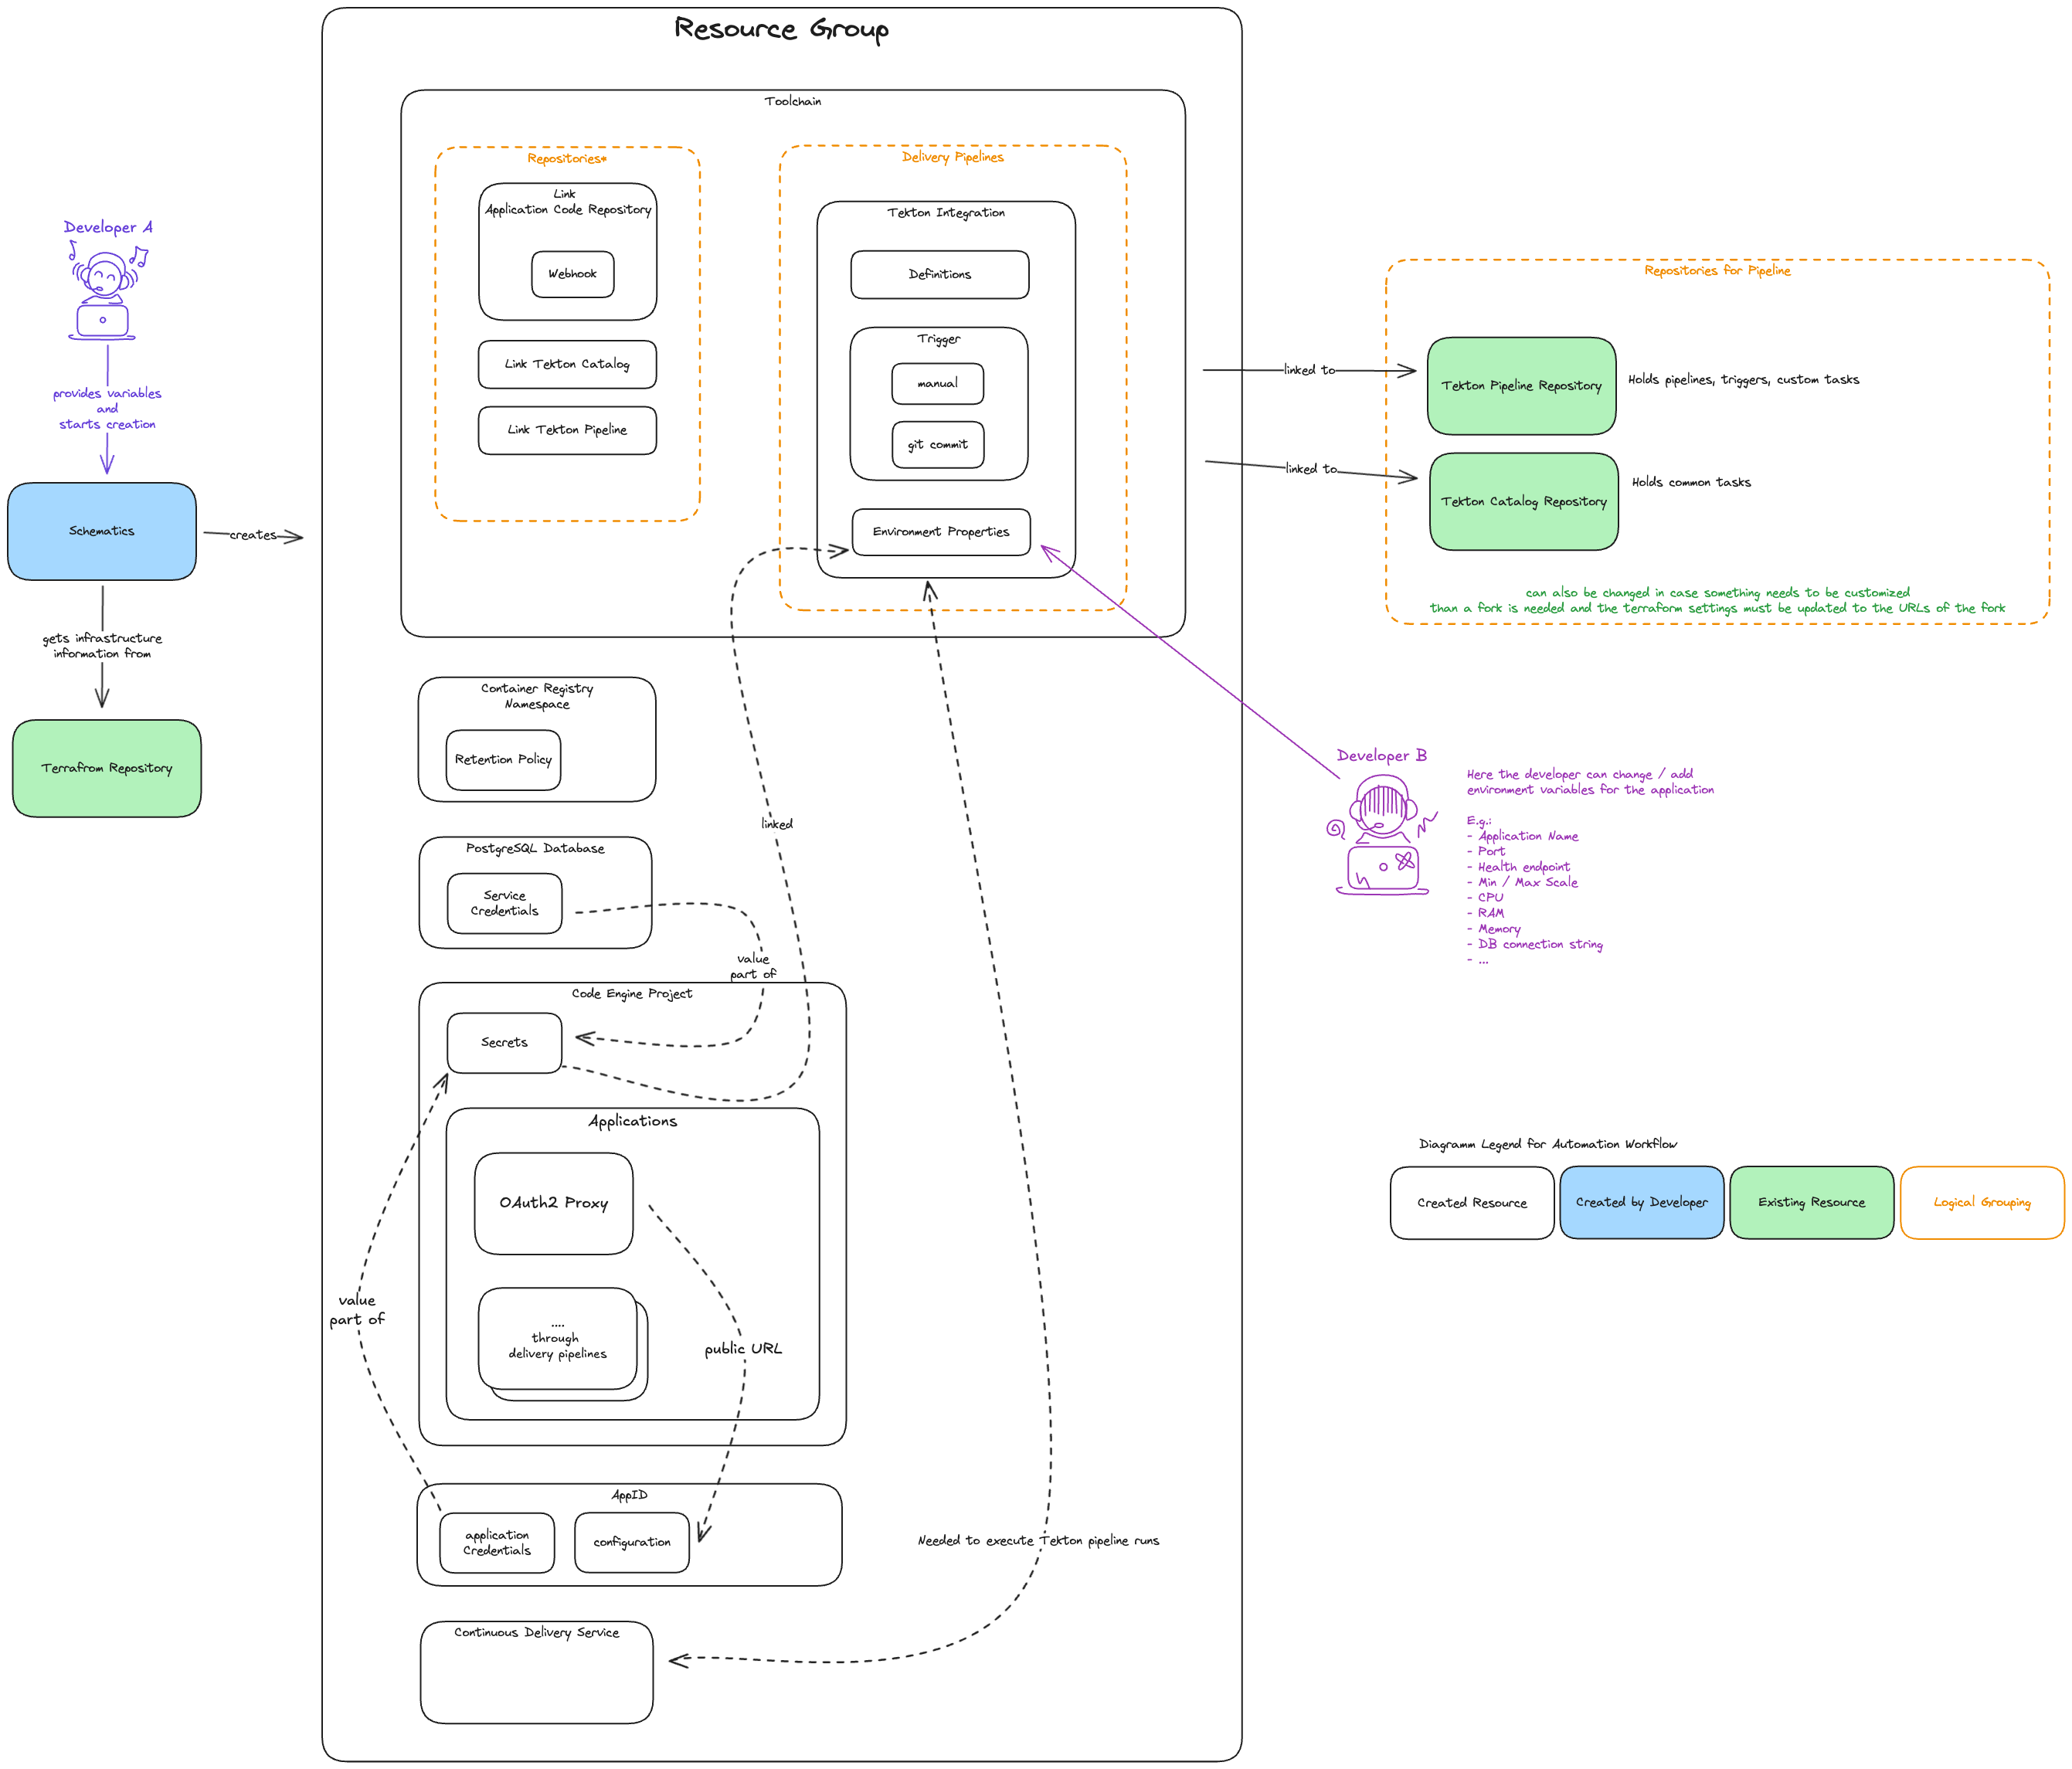 Resource Group
Toolchain
Repositories*
Link
Application Code Repository
Webhook
Link Tekton Catalog
Link Tekton Pipeline
Delivery Pipelines
Tekton Integration
Definitions
Trigger
manual
git commit
Environment Properties
Developer A
provides variables
and
starts creation
Schematics
creates
gets infrastructure
information from
Terrafrom Repository
linked to
linked to
Repositories for Pipeline
Tekton Pipeline Repository
Holds pipelines, triggers, custom tasks
Tekton Catalog Repository
Holds common tasks
can also be changed in case something needs to be customized
than a fork is needed and the terraform settings must be updated to the URLs of the fork
Container Registry
Namespace
Retention Policy
linked
PostgreSQL Database
Service
Credentials
value
part of
Code Engine Project
Secrets
Applications
OAuth2 Proxy
....
through
delivery pipelines
public URL
value
part of
AppID
application
Credentials
configuration
Needed to execute Tekton pipeline runs
Continuous Delivery Service
Developer B
Here the developer can change / add
environment variables for the application
E.g.:
- Application Name
- Port
- Health endpoint
- Min / Max Scale
- CPU
- RAM
- Memory
- DB connection string
- ...
Diagramm Legend for Automation Workflow
Created Resource
Created by Developer
Existing Resource
Logical Grouping